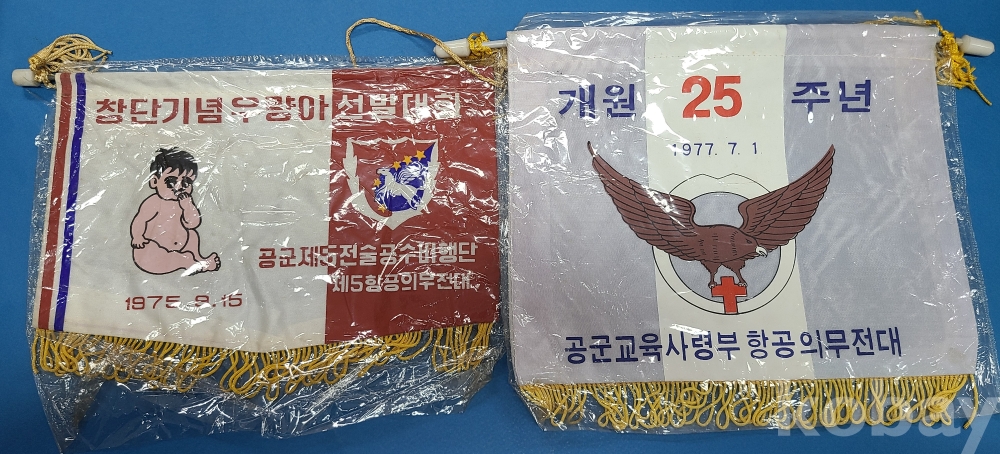 창단기념우량아선발대회
공군제5전술공수비행단
제5항공의무전대
1975 9.15
개원 25 주년
1977. 7. 1
공군교육사령부항공의무전대
kobay